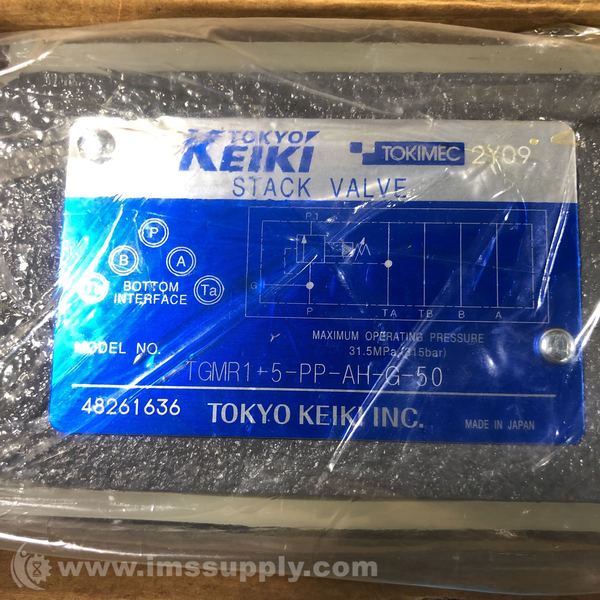 TOKYO
KEIKI
TOKIMEC 2Y09
STACK VALVE
P
B A
Ta
BOTTOM
INTERFACE
P1
G
P TA TB B A
MAXIMUM OPERATING PRESSURE
31.5MPa (315bar)
MODEL NO.
TGMR1-5-PP-AH-G-50
48261636 TOKYO KEIKI INC. MADE IN JAPAN
© www.imssupply.com/